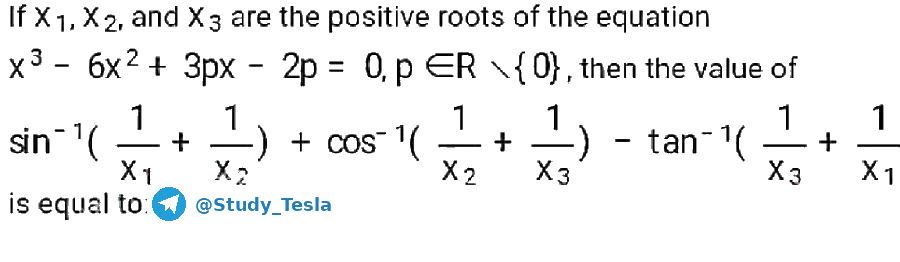 If x₁, x₂, and x₃ are the positive roots of the equation
x³ - 6x² + 3px - 2p = 0, p ∈R ∖{0}, then the value of
sin⁻¹( 1/x₁ + 1/x₂ ) + cos⁻¹( 1/x₂ + 1/x₃ ) - tan⁻¹( 1/x₃ + 1/x₁
is equal to: @Study_Tesla